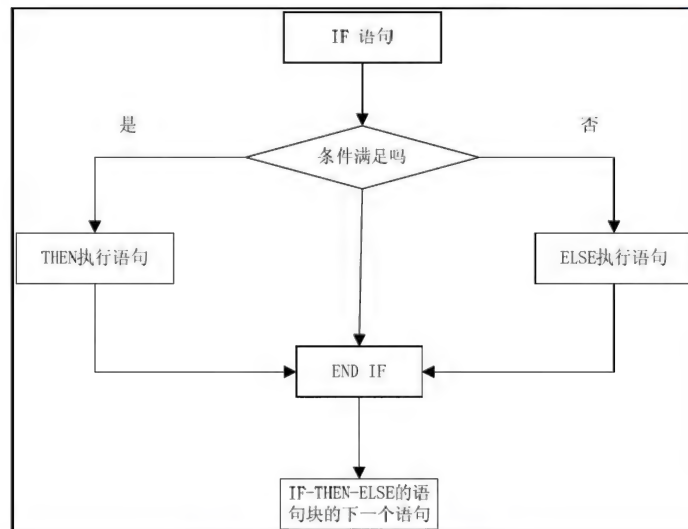 IF 语句
是
否
条件满足吗
THEN执行语句
ELSE执行语句
END IF
IF-THEN-ELSE的语
句块的下一个语句